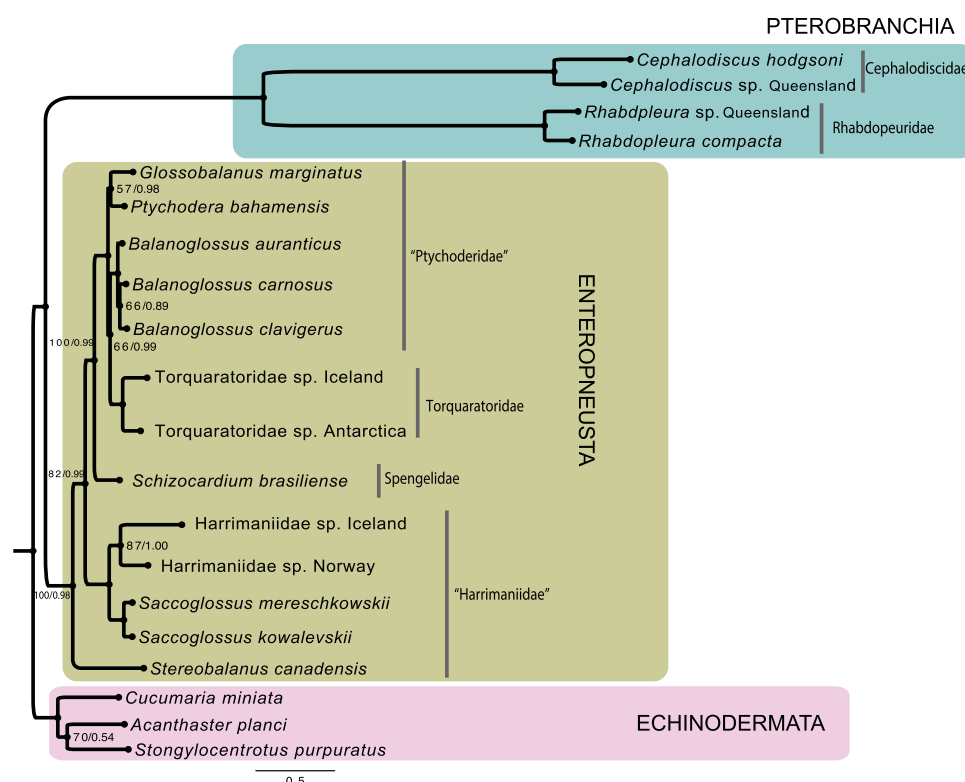 PTEROBRANCHIA
Cephalodiscus hodgsoni
Cephalodiscidae
Cephalodiscus sp. Queensland
Rhabdpleura sp. Queensland
Rhabdopeuridae
Rhabdopleura compacta
Glossobalanus marginatus
57/0.98
Ptychodera bahamensis
Balanoglossus auranticus
"Ptychoderidae"
Balanoglossus carnosus
66/0.89
Balanoglossus clavigerus
100/0.99
66/0.99
ENTEROPNEUSTA
Torquaratoridae sp. Iceland
Torquaratoridae
Torquaratoridae sp. Antarctica
82/0.99
Schizocardium brasiliense
Spengelidae
Harrimaniidae sp. Iceland
87/1.00
Harrimaniidae sp. Norway
100/0.98
"Harrimaniidae"
Saccoglossus mereschkowskii
Saccoglossus kowalevskii
Stereobalanus canadensis
Cucumaria miniata
Acanthaster planci
ECHINODERMATA
70/0.54
Stongylocentrotus purpuratus
0.5